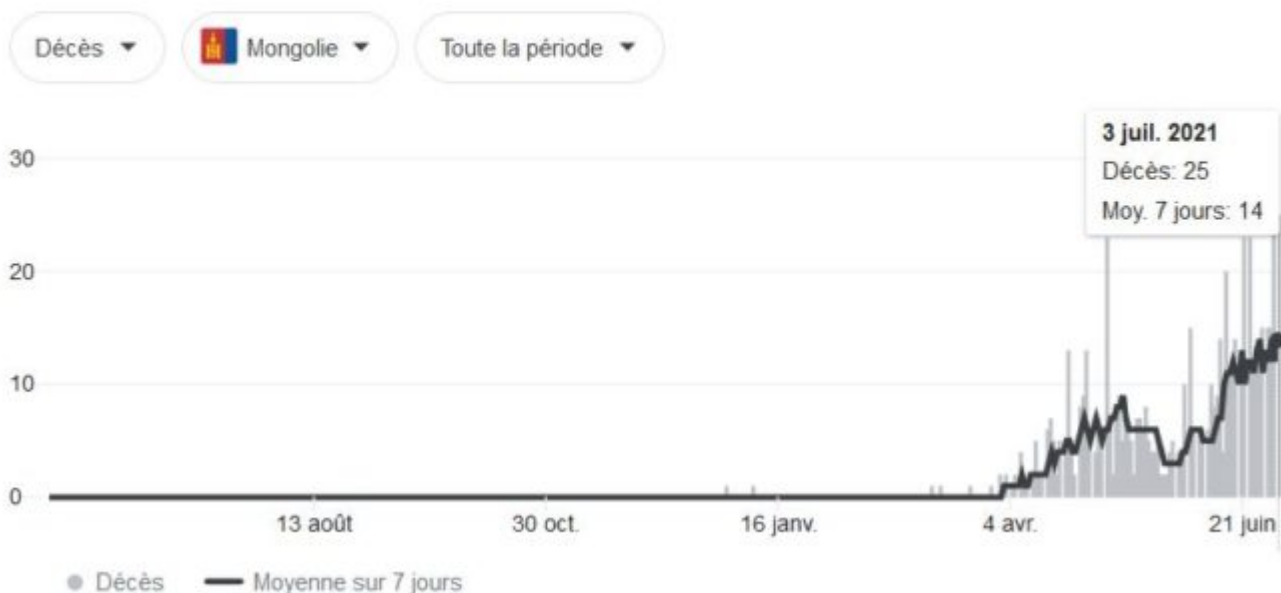 Décès Mongolie Toute la période
3 juil. 2021
Décès: 25
Moy. 7 jours: 14
30
20
10
0
13 août 30 oct. 16 janv. 4 avr. 21 juin
Décès Moyenne sur 7 jours